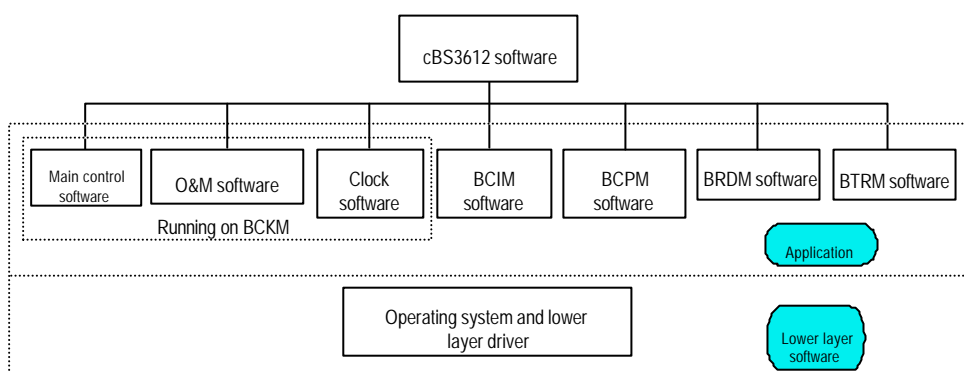 cBS3612 software
Main control
software
O&M software
Clock
software
BCIM
software
BCPM
software
BRDM software
BTRM software
Running on BCKM
Application
Operating system and lower
layer driver
Lower layer
software